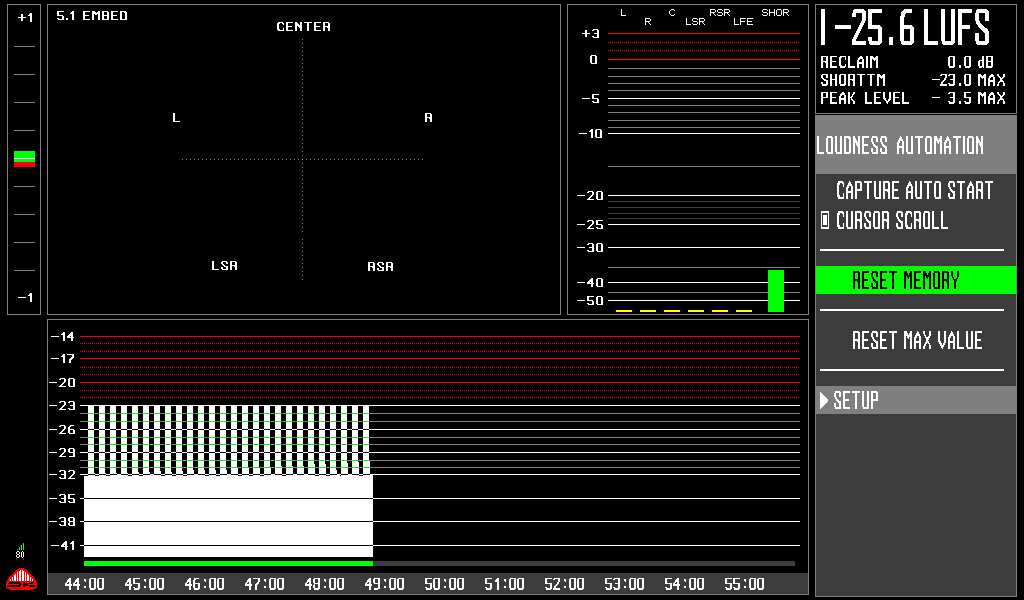 +1
-1
5.1 EMBED
CENTER
L
R
LSR
RSR
L R C LSR RSR LFE SHOR
+3
0
-5
-10
-20
-25
-30
-40
-50
I -25.6 LUFS
RECLAIM 0.0 dB
SHORTTM -23.0 MAX
PEAK LEVEL - 3.5 MAX
LOUDNESS AUTOMATION
CAPTURE AUTO START
CURSOR SCROLL
RESET MEMORY
RESET MAX VALUE
SETUP
-14
-17
-20
-23
-26
-29
-32
-35
-38
-41
44:00 45:00 46:00 47:00 48:00 49:00 50:00 51:00 52:00 53:00 54:00 55:00
80